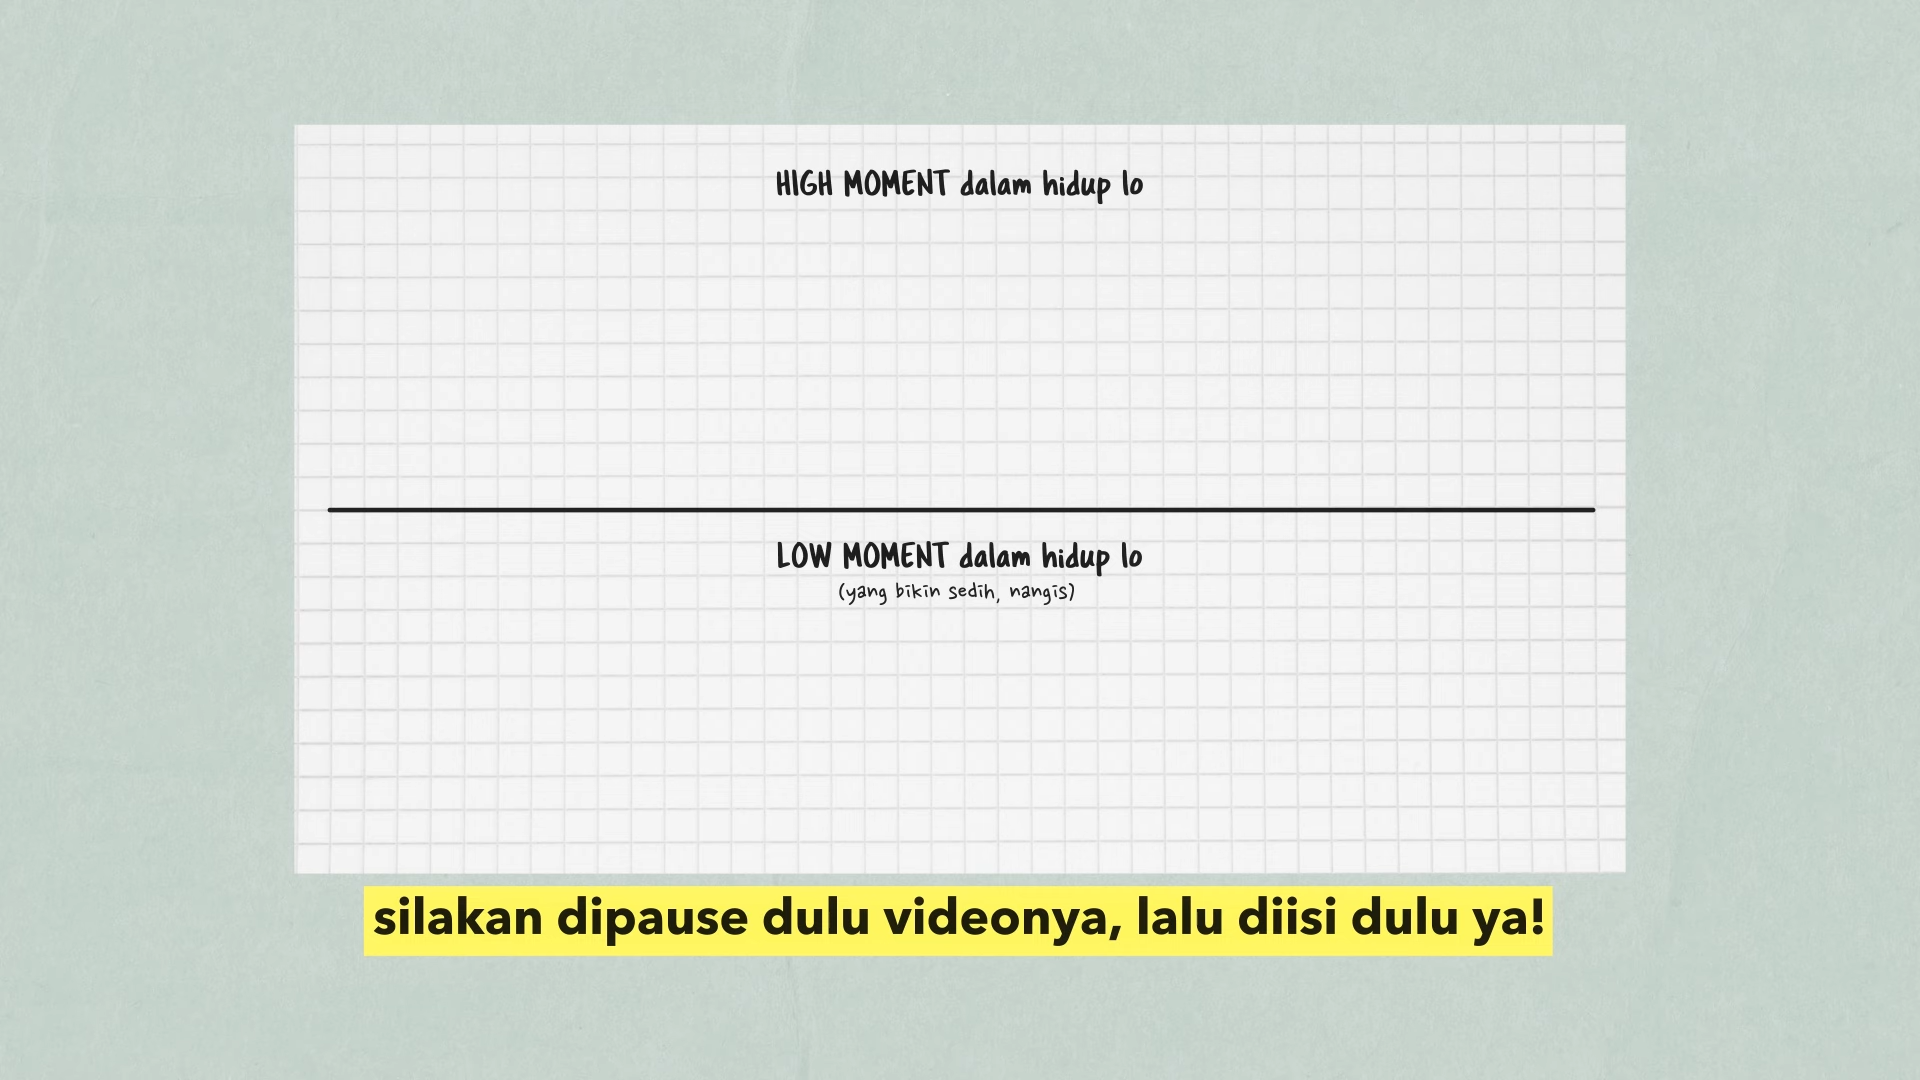 HIGH MOMENT dalam hidup lo
LOW MOMENT dalam hidup lo
(yang bikin sedih, nangis)
silakan dipause dulu videonya, lalu diisi dulu ya!